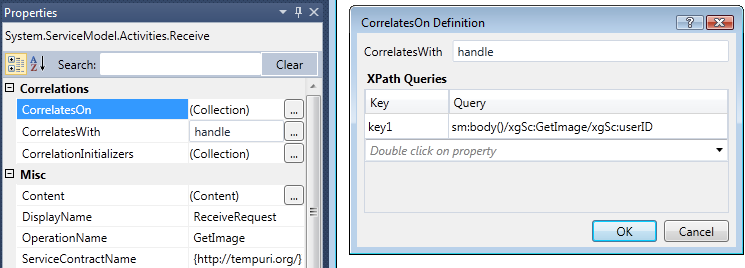 Properties
System.ServiceModel.Activities.Receive
A Z Search: Clear
Correlations
CorrelatesOn (Collection) ...
CorrelatesWith handle ...
CorrelationInitializers (Collection) ...
Misc
Content (Content) ...
DisplayName ReceiveRequest
OperationName GetImage
ServiceContractName {http://tempuri.org/}
CorrelatesOn Definition ?
CorrelatesWith handle
XPath Queries
Key Query
key1 sm:body()/xgSc:GetImage/xgSc:userID
Double click on property
OK Cancel